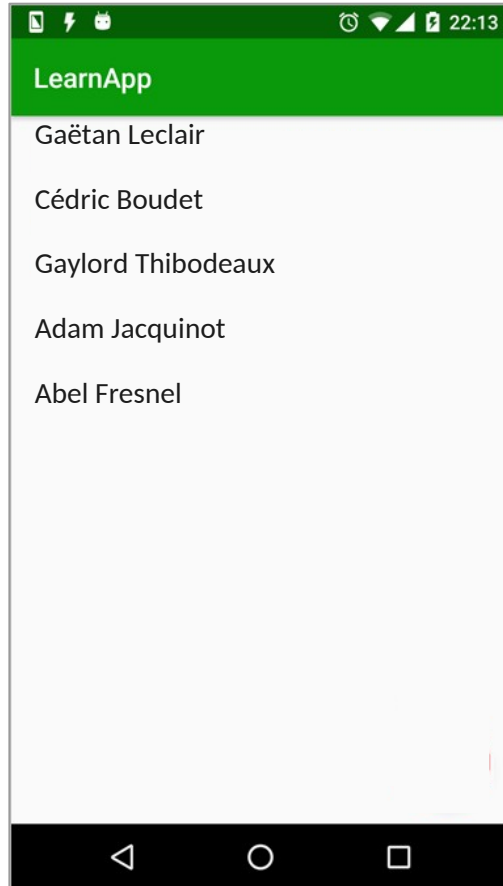 22:13
LearnApp
Gaëtan Leclair
Cédric Boudet
Gaylord Thibodeaux
Adam Jacquinot
Abel Fresnel